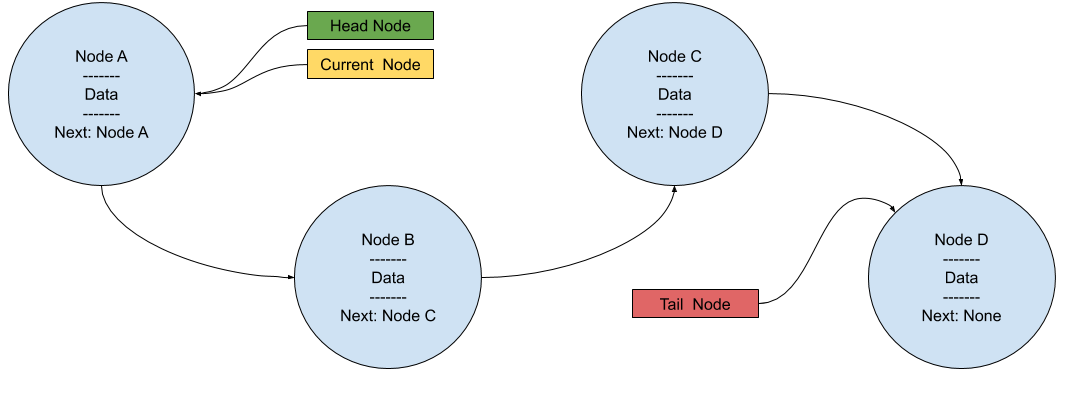 Node A
-------
Data
-------
Next: Node A
Head Node
Current  Node
Node B
-------
Data
-------
Next: Node C
Node C
-------
Data
-------
Next: Node D
Tail  Node
Node D
-------
Data
-------
Next: None